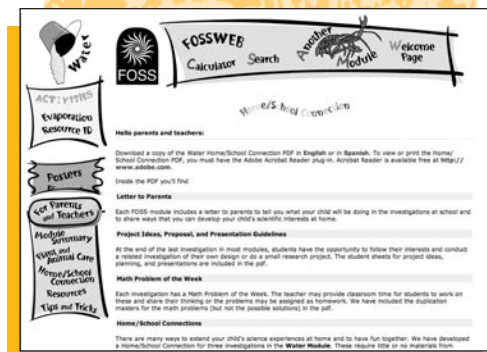 Water
FOSS
FOSSWEB
Calculator Search
Another Module
Welcome Page
ACTIVITIES
Evaporation
Resource ID
Posters
For Parents
and Teachers
Module
Summary
Plant and
Animal Care
Home/School
Connection
Resources
Tips and Tricks
Home/School Connection
Hello parents and teachers:
Download a copy of the Water Home/School Connection PDF in English or in Spanish. To view or print the Home/
School Connection PDF, you must have the Adobe Acrobat Reader plug-in. Acrobat Reader is available free at http://
www.adobe.com.
Inside the PDF you'll find
Letter to Parents
Each FOSS module includes a letter to parents to tell you what your child will be doing in the investigations at school and
to share ways that you can develop your child's scientific interests at home.
Project Ideas, Proposal, and Presentation Guidelines
At the end of the last investigation in most modules, students have the opportunity to follow their interests and conduct
a related investigation of their own design or do a small research project. The student sheets for project ideas,
planning, and presentations are included in the pdf.
Math Problem of the Week
Each investigation has a Math Problem of the Week. The teacher may provide classroom time for students to work on
these and share their thinking or the problems may be assigned as homework. We have included the duplication
masters for the math problems (but not the possible solutions) in the pdf.
Home/School Connections
There are many ways to extend your child's science experiences at home and to have fun together. We have developed
a Home/School Connection for three investigations in the Water Module. These require little or no materials from